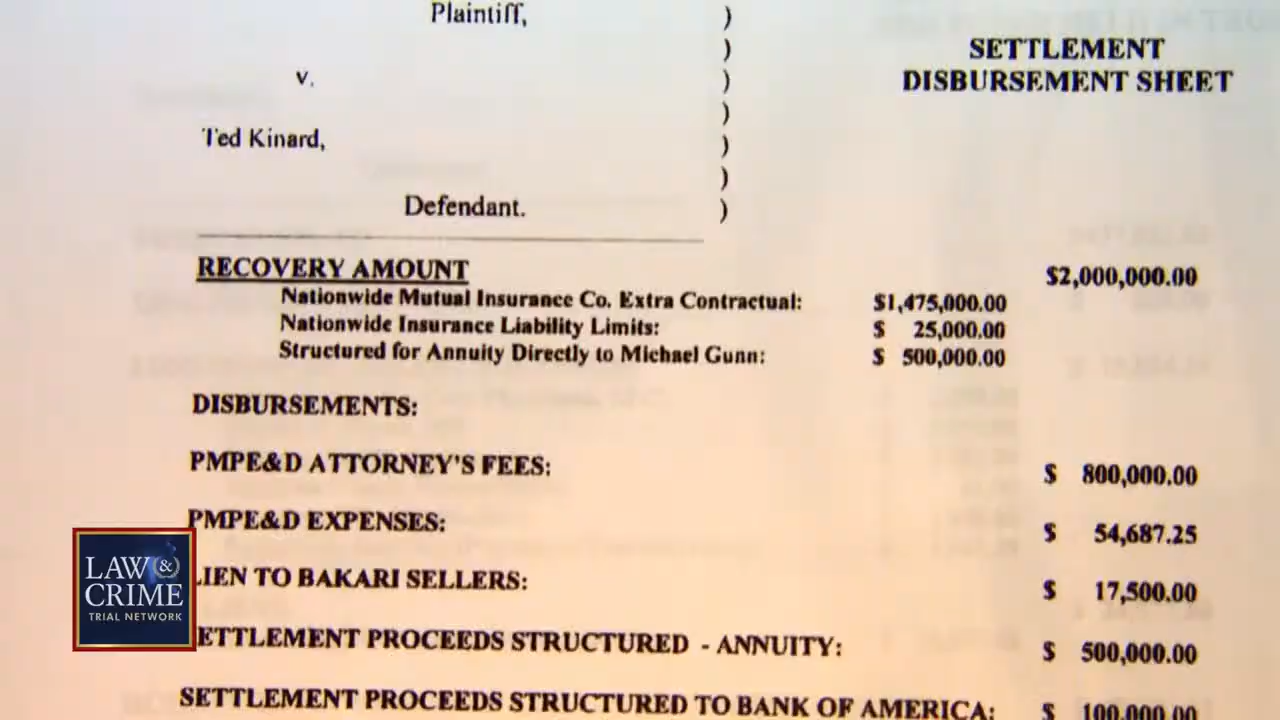 Plaintiff, )
)
v. )
)
Ted Kinard, )
)
Defendant. )
SETTLEMENT
DISBURSEMENT SHEET
RECOVERY AMOUNT $2,000,000.00
Nationwide Mutual Insurance Co. Extra Contractual: $1,475,000.00
Nationwide Insurance Liability Limits: $ 25,000.00
Structured for Annuity Directly to Michael Gunn: $ 500,000.00
DISBURSEMENTS:
PMPE&D ATTORNEY'S FEES: $ 800,000.00
PMPE&D EXPENSES: $ 54,687.25
LIEN TO BAKARI SELLERS: $ 17,500.00
ETTLEMENT PROCEEDS STRUCTURED - ANNUITY: $ 500,000.00
SETTLEMENT PROCEEDS STRUCTURED TO BANK OF AMERICA: $ 100,000.00
LAW &
CRIME
TRIAL NETWORK